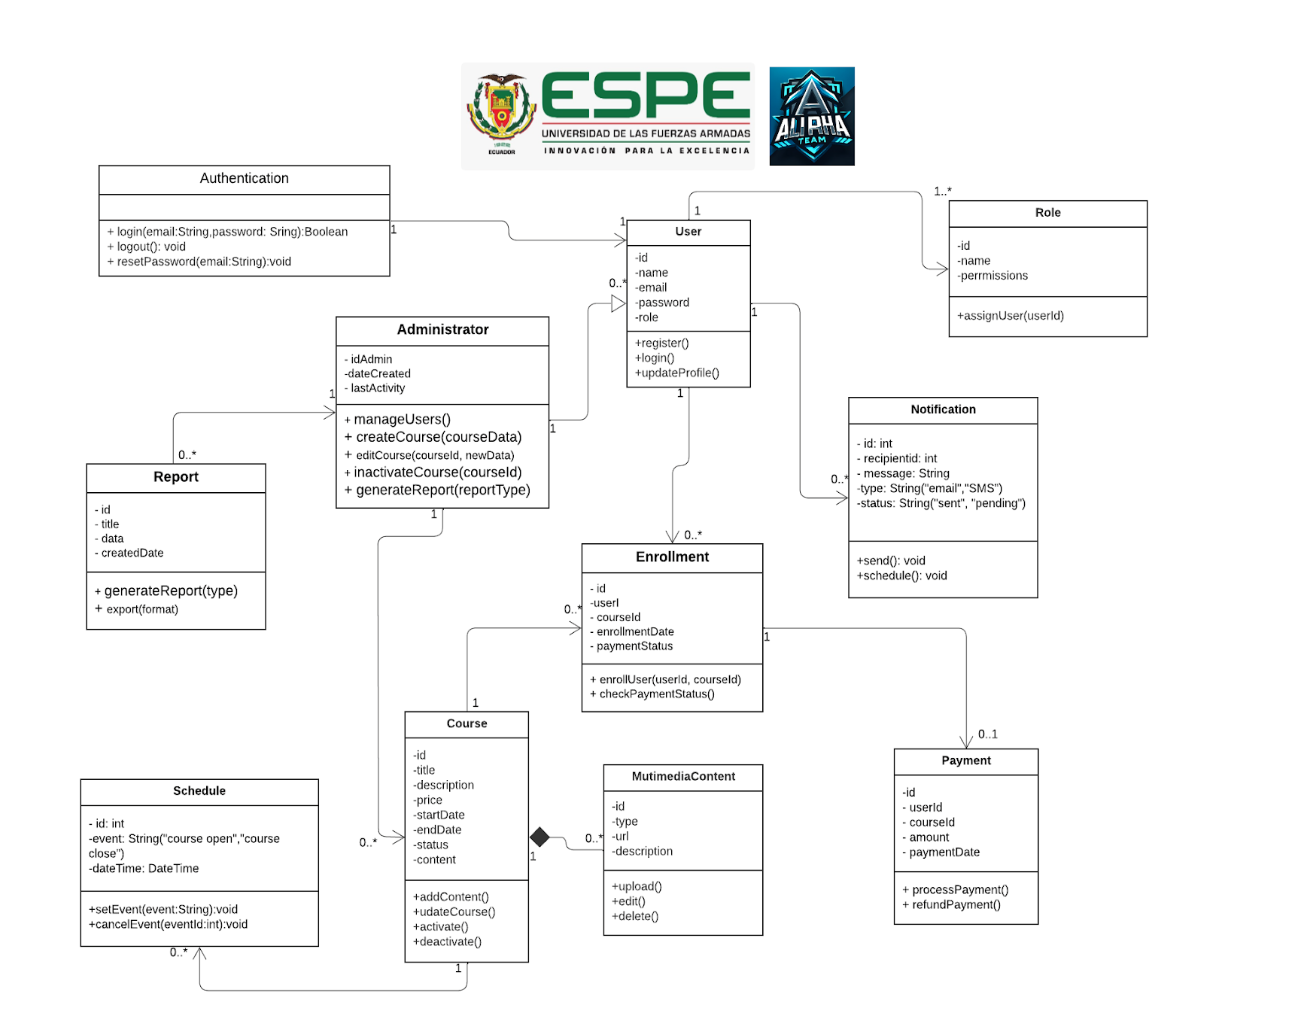 ESPE
UNIVERSIDAD DE LAS FUERZAS ARMADAS
INNOVACIÓN PARA LA EXCELENCIA
ECUADOR
ALPHA
TEAM
Authentication
+ login(email:String,password: Sring):Boolean
+ logout(): void
+ resetPassword(email:String):void
1
1
User
-id
-name
-email
-password
-role
+register()
+login()
+updateProfile()
1
1..*
Role
-id
-name
-perrmissions
+assignUser(userId)
0..*
1
Administrator
- idAdmin
-dateCreated
- lastActivity
+ manageUsers()
+ createCourse(courseData)
+ editCourse(courseId, newData)
+ inactivateCourse(courseId)
+ generateReport(reportType)
1
1
0..*
Report
- id
- title
- data
- createdDate
+ generateReport(type)
+ export(format)
1
0..*
Notification
- id: int
- recipientid: int
- message: String
-type: String("email","SMS")
-status: String("sent", "pending")
+send(): void
+schedule(): void
1
0..*
Enrollment
- id
-userI
- courseId
- enrollmentDate
- paymentStatus
+ enrollUser(userId, courseId)
+ checkPaymentStatus()
0..*
1
1
0..1
Payment
-id
- userId
- courseId
- amount
- paymentDate
+ processPayment()
+ refundPayment()
1
0..*
Course
-id
-title
-description
-price
-startDate
-endDate
-status
-content
+addContent()
+udateCourse()
+activate()
+deactivate()
1
0..*
MutimediaContent
-id
-type
-url
-description
+upload()
+edit()
+delete()
Schedule
- id: int
-event: String("course open","course
close")
-dateTime: DateTime
+setEvent(event:String):void
+cancelEvent(eventId:int):void
0..*
1